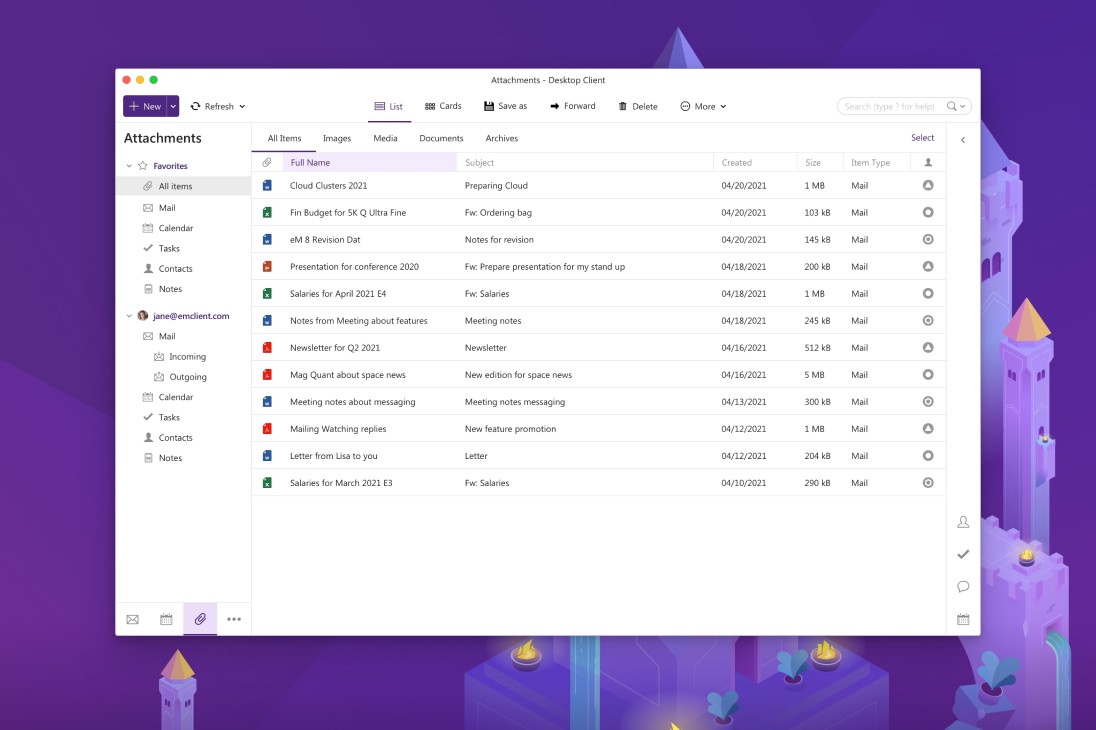 Attachments - Desktop Client
New Refresh List Cards Save as Forward Delete More Search (type ? for help)
Attachments
Favorites
All items
Mail
Calendar
Tasks
Contacts
Notes
jane@emclient.com
Mail
Incoming
Outgoing
Calendar
Tasks
Contacts
Notes
All Items Images Media Documents Archives Select
Full Name Subject Created Size Item Type
Cloud Clusters 2021 Preparing Cloud 04/20/2021 1 MB Mail
Fin Budget for 5K Q Ultra Fine Fw: Ordering bag 04/20/2021 103 kB Mail
eM 8 Revision Dat Notes for revision 04/20/2021 145 kB Mail
Presentation for conference 2020 Fw: Prepare presentation for my stand up 04/18/2021 200 kB Mail
Salaries for April 2021 E4 Fw: Salaries 04/18/2021 1 MB Mail
Notes from Meeting about features Meeting notes 04/18/2021 245 kB Mail
Newsletter for Q2 2021 Newsletter 04/16/2021 512 kB Mail
Mag Quant about space news New edition for space news 04/16/2021 5 MB Mail
Meeting notes about messaging Meeting notes messaging 04/13/2021 300 kB Mail
Mailing Watching replies New feature promotion 04/12/2021 1 MB Mail
Letter from Lisa to you Letter 04/12/2021 204 kB Mail
Salaries for March 2021 E3 Fw: Salaries 04/10/2021 290 kB Mail